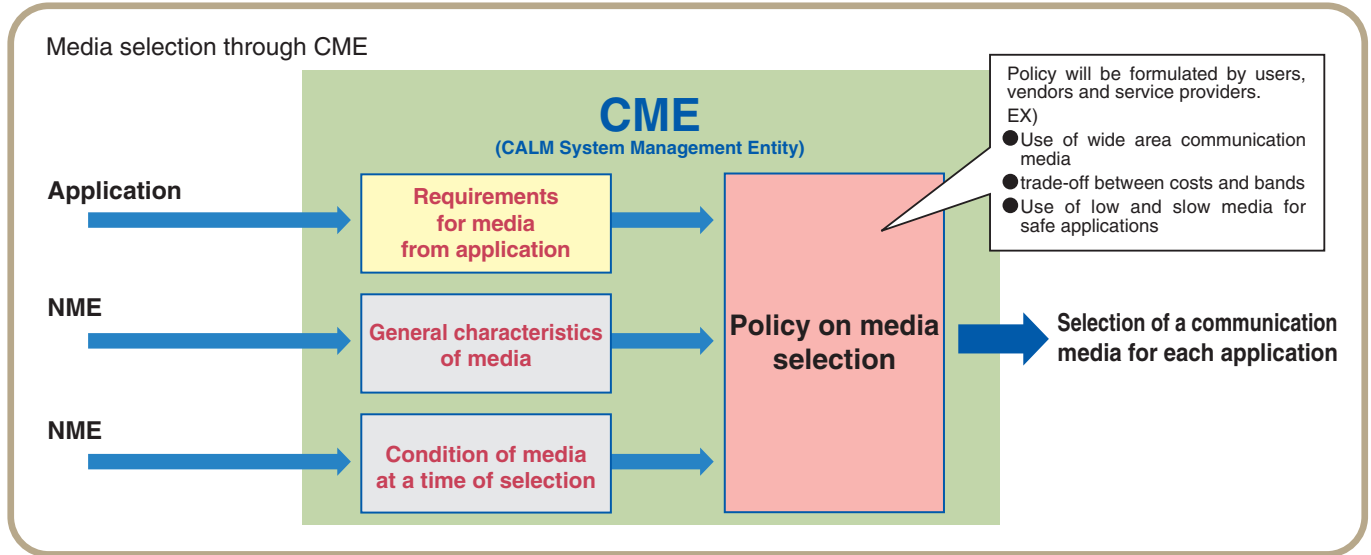 Media selection through CME
CME
(CALM System Management Entity)
Policy will be formulated by users,
vendors and service providers.
EX)
●Use of wide area communication
media
●trade-off between costs and bands
●Use of low and slow media for
safe applications
Application
Requirements
for media
from application
NME
General characteristics
of media
Policy on media
selection
Selection of a communication
media for each application
NME
Condition of media
at a time of selection